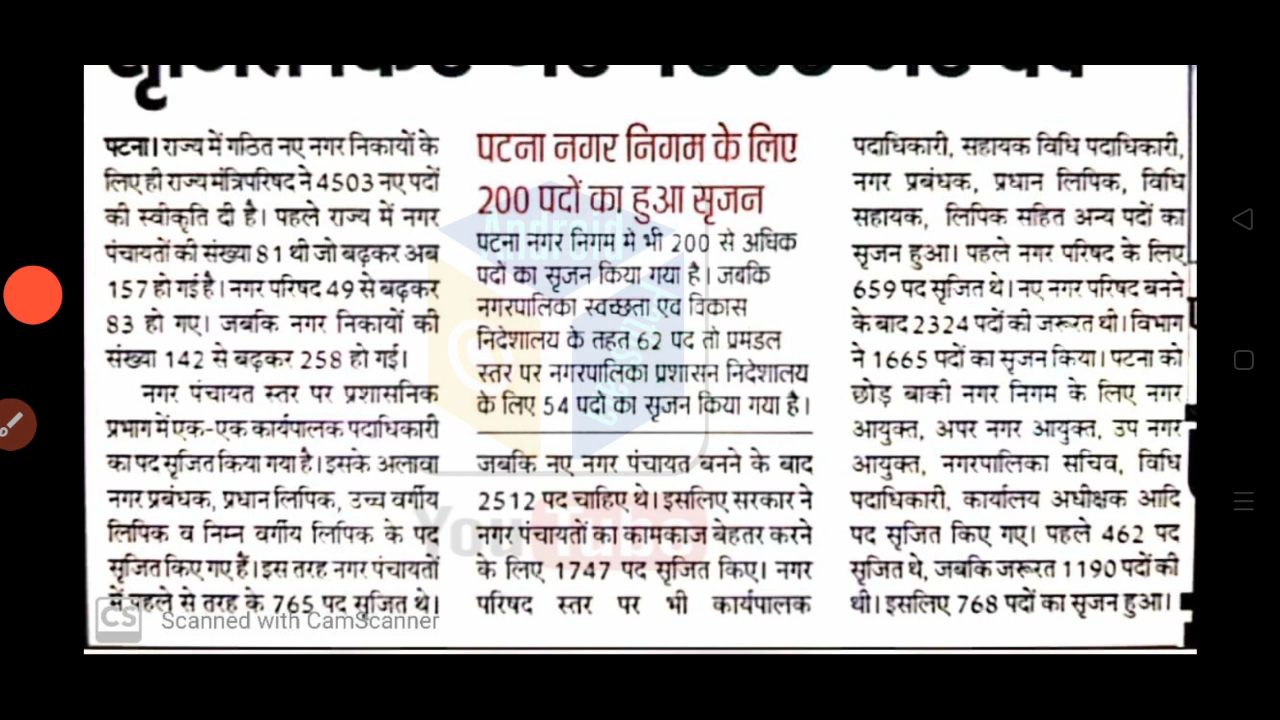 पटना। राज्य में गठित नए नगर निकायों के
लिए ही राज्य मंत्रिपरिषद ने 4503 नए पदों
की स्वीकृति दी है। पहले राज्य में नगर
पंचायतों की संख्या 81 थी जो बढ़कर अब
157 हो गई है। नगर परिषद 49 से बढ़कर
83 हो गए। जबकि नगर निकायों की
संख्या 142 से बढ़कर 258 हो गई।
नगर पंचायत स्तर पर प्रशासनिक
प्रभाग में एक-एक कार्यपालक पदाधिकारी
का पद सृजित किया गया है। इसके अलावा
नगर प्रबंधक, प्रधान लिपिक, उच्च वर्गीय
लिपिक व निम्न वर्गीय लिपिक के पद
सृजित किए गए हैं। इस तरह नगर पंचायतों
में पहले से तरह के 765 पद सृजित थे।
CS Scanned with CamScanner
पटना नगर निगम के लिए
200 पदों का हुआ सृजन
पटना नगर निगम में भी 200 से अधिक
पदों का सृजन किया गया है। जबकि
नगरपालिका स्वच्छता एवं विकास
निदेशालय के तहत 62 पद तो प्रमंडल
स्तर पर नगरपालिका प्रशासन निदेशालय
के लिए 54 पदों का सृजन किया गया है।
जबकि नए नगर पंचायत बनने के बाद
2512 पद चाहिए थे। इसलिए सरकार ने
नगर पंचायतों का कामकाज बेहतर करने
के लिए 1747 पद सृजित किए। नगर
परिषद स्तर पर भी कार्यपालक
पदाधिकारी, सहायक विधि पदाधिकारी,
नगर प्रबंधक, प्रधान लिपिक, विधि
सहायक, लिपिक सहित अन्य पदों का
सृजन हुआ। पहले नगर परिषद के लिए
659 पद सृजित थे। नए नगर परिषद बनने
के बाद 2324 पदों की जरूरत थी। विभाग
ने 1665 पदों का सृजन किया। पटना को
छोड़ बाकी नगर निगम के लिए नगर
आयुक्त, अपर नगर आयुक्त, उप नगर
आयुक्त, नगरपालिका सचिव, विधि
पदाधिकारी, कार्यालय अधीक्षक आदि
पद सृजित किए गए। पहले 462 पद
सृजित थे, जबकि जरूरत 1190 पदों की
थी। इसलिए 768 पदों का सृजन हुआ।
Android
YouTube